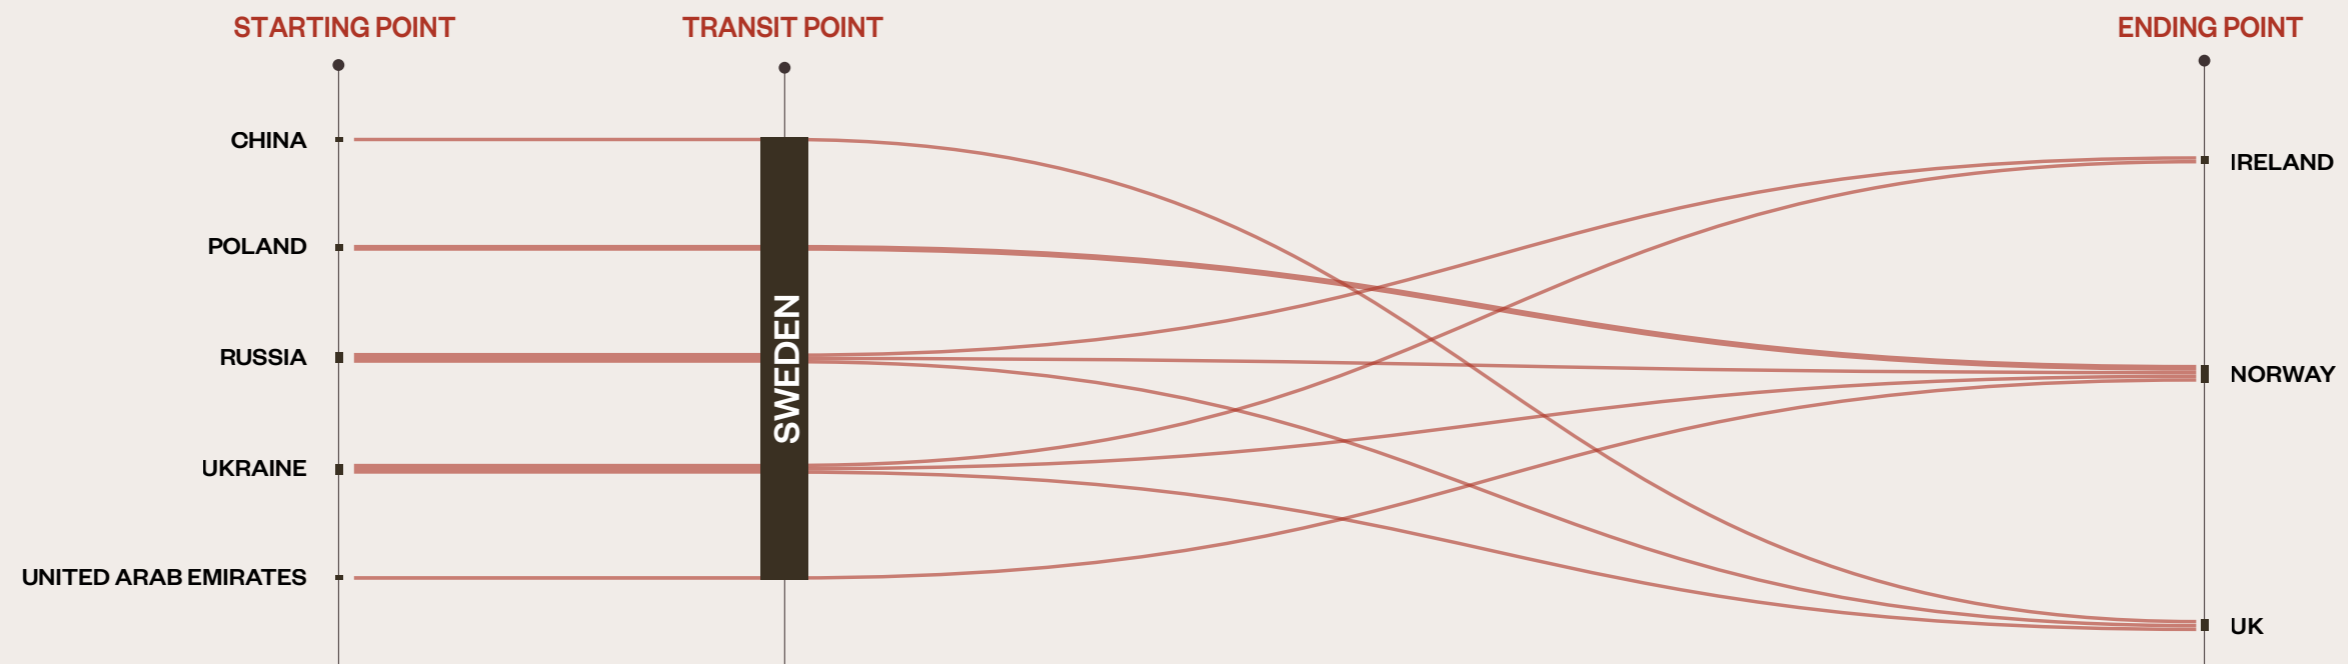 STARTING POINT
TRANSIT POINT
ENDING POINT
CHINA
POLAND
RUSSIA
UKRAINE
UNITED ARAB EMIRATES
SWEDEN
IRELAND
NORWAY
UK